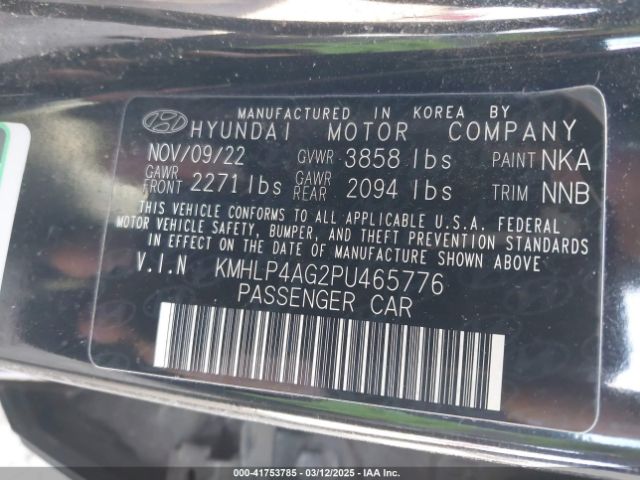 MANUFACTURED IN KOREA BY
HYUNDAI MOTOR COMPANY
NOV/09/22 GVWR 3858 lbs PAINT NKA
GAWR FRONT 2271 lbs GAWR REAR 2094 lbs TRIM NNB
THIS VEHICLE CONFORMS TO ALL APPLICABLE U.S.A. FEDERAL
MOTOR VEHICLE SAFETY, BUMPER, AND THEFT PREVENTION STANDARDS
IN EFFECT ON THE DATE OF MANUFACTURE SHOWN ABOVE.
V.I.N KMHLP4AG2PU465776
PASSENGER CAR
000-41753785 - 03/12/2025 - IAA Inc.